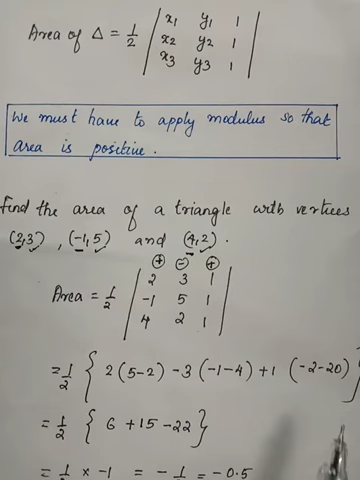 Area of Δ = 1/2 | x1 y1 1 |
| x2 y2 1 |
| x3 y3 1 |
We must have to apply modulus so that
area is positive.
Find the area of a triangle with vertices
(2,3), (-1,5) and (4,2).
⊕ ⊖ ⊕
Area = 1/2 | 2 3 1 |
| -1 5 1 |
| 4 2 1 |
= 1/2 { 2(5-2) -3(-1-4) +1 (-2-20) }
= 1/2 { 6 +15 -22 }
= 1/2 × -1 = -1/2 = -0.5